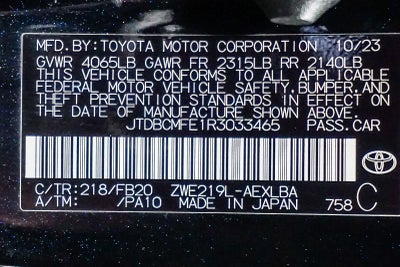 MFD.BY:TOYOTA MOTOR CORPORATION 10/23
GVWR 4065LB GAWR FR 2315LB RR 2140LB
THIS VEHICLE CONFORMS TO ALL APPLICABLE
FEDERAL MOTOR VEHICLE SAFETY,BUMPER,AND
THEFT PREVENTION STANDARDS IN EFFECT ON
THE DATE OF MANUFACTURE SHOWN ABOVE.
JTDBCMFE1R3033465 PASS.CAR
TOYOTA
C/TR:218/FB20 ZWE219L-AEXLBA
A/TM: /PA10 MADE IN JAPAN 758 C